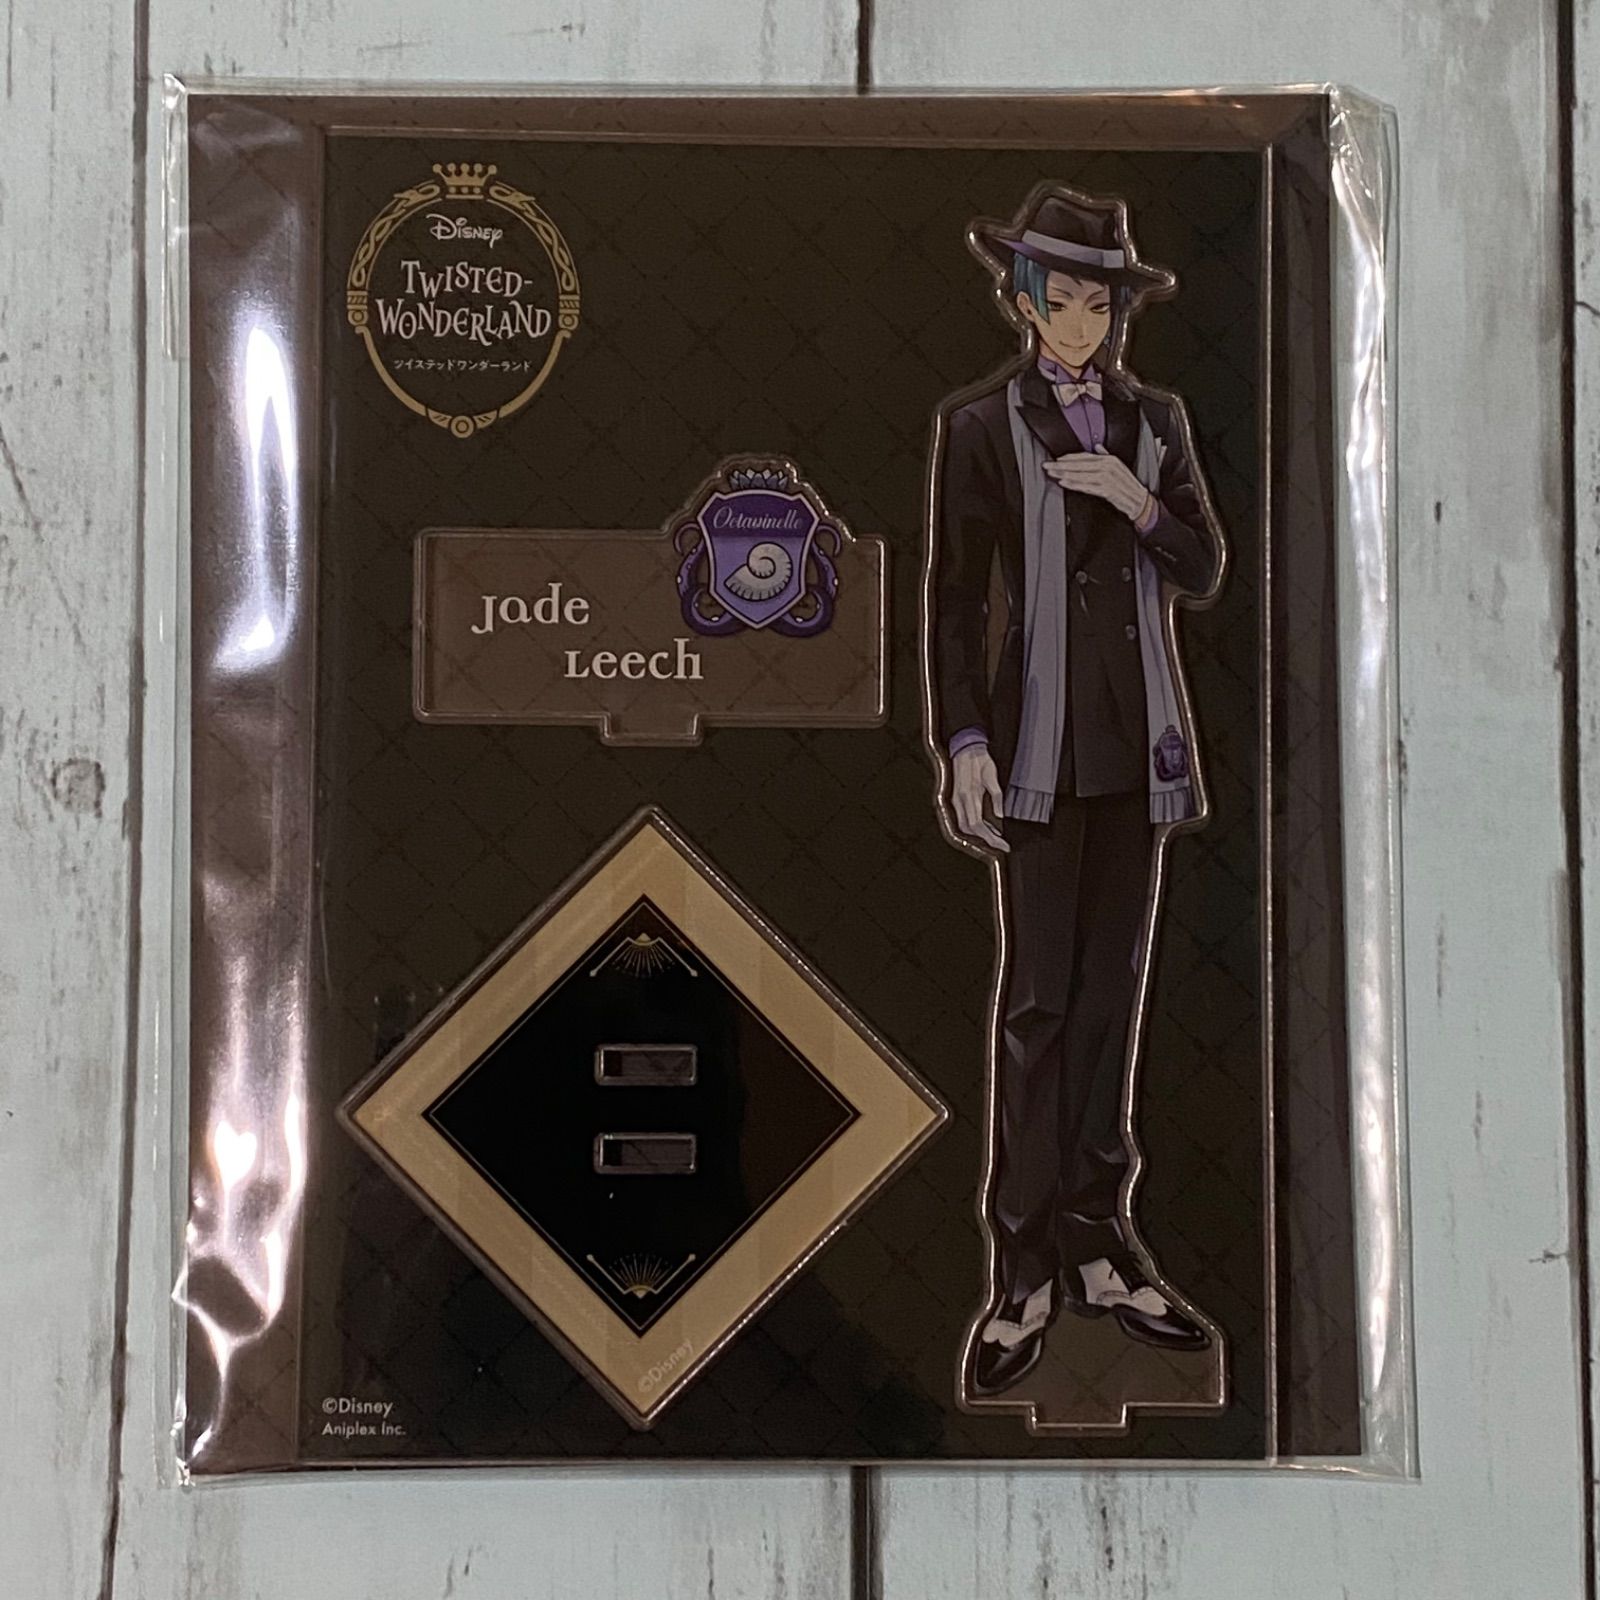 Disney
TWISTED-
WONDERLAND
ツイステッドワンダーランド
Octavinelle
Jade
Leech
©Disney
©Disney
Aniplex Inc.